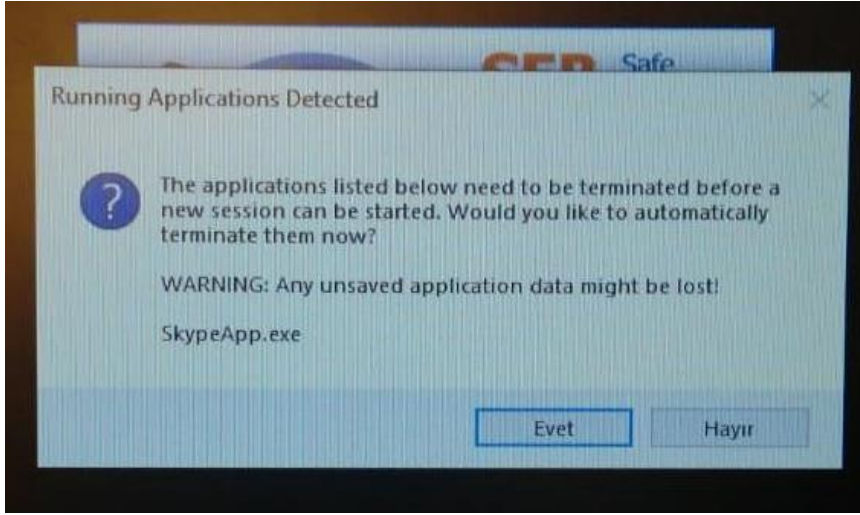 SEB Safe
Running Applications Detected
The applications listed below need to be terminated before a
new session can be started. Would you like to automatically
terminate them now?
WARNING: Any unsaved application data might be lost!
SkypeApp.exe
Evet
Hayır